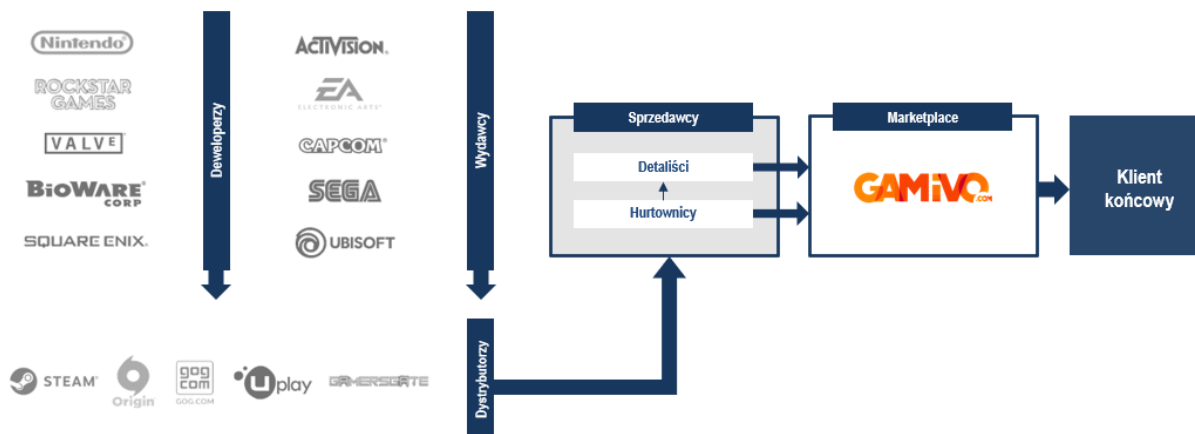 Nintendo
ROCKSTAR
GAMES
VALVE
BIOWARE
CORP
SQUARE ENIX.
Deweloperzy
ACTIVISION.
EA
ELECTRONIC ARTS
CAPCOM
SEGA
UBISOFT
Wydawcy
STEAM
Origin
gog
com
GOG.COM
Uplay
GAMERSGATE
Dystrybutorzy
Sprzedawcy
Detaliści
Hurtownicy
Marketplace
GAMiVO
.COM
Klient
końcowy